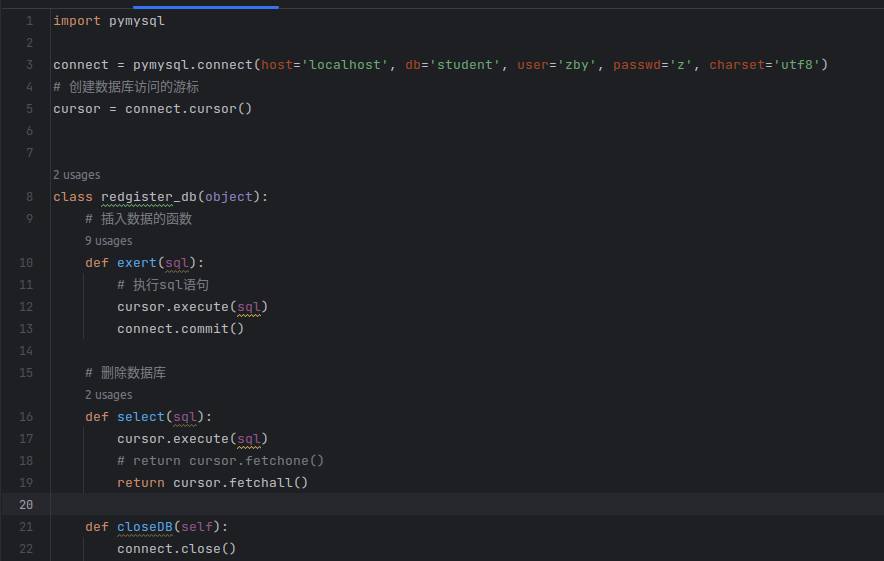 1 import pymysql
2
3 connect = pymysql.connect(host='localhost', db='student', user='zby', passwd='z', charset='utf8')
4 # 创建数据库访问的游标
5 cursor = connect.cursor()
6
7
2 usages
8 class redgister_db(object):
9 # 插入数据的函数
9 usages
10 def exert(sql):
11 # 执行sql语句
12 cursor.execute(sql)
13 connect.commit()
14
15 # 删除数据库
2 usages
16 def select(sql):
17 cursor.execute(sql)
18 # return cursor.fetchone()
19 return cursor.fetchall()
20
21 def closeDB(self):
22 connect.close()